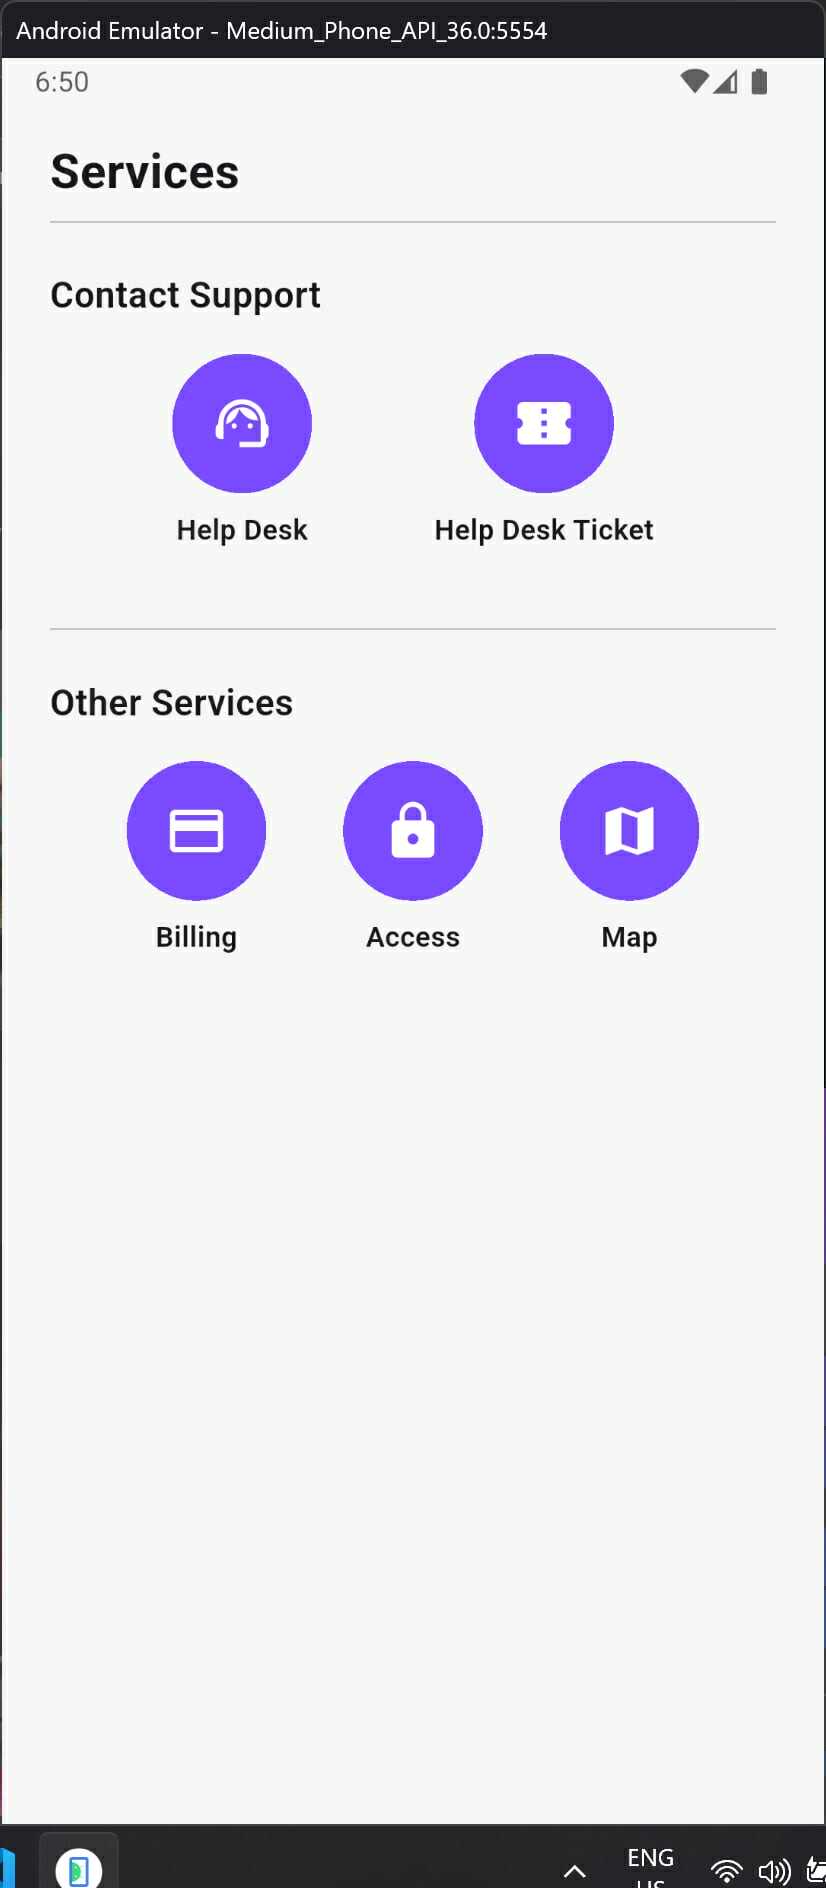 Android Emulator - Medium_Phone_API_36.0:5554
6:50
Services
Contact Support
Help Desk Help Desk Ticket
Other Services
Billing Access Map
ENG
US